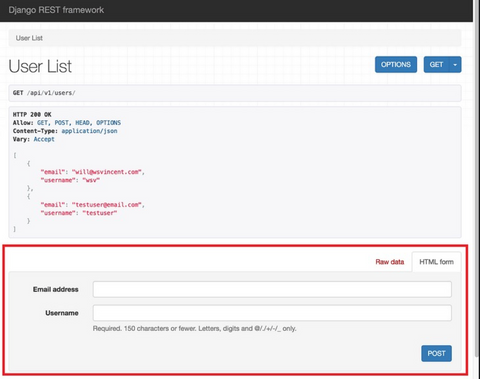 Django REST framework
User List
User List
OPTIONS
GET
GET /api/v1/users/
HTTP 200 OK
Allow: GET, POST, HEAD, OPTIONS
Content-Type: application/json
Vary: Accept
[
{
"email": "will@wsvincent.com",
"username": "wsv"
},
{
"email": "testuser@email.com",
"username": "testuser"
}
]
Raw data
HTML form
Email address
Username
Required. 150 characters or fewer. Letters, digits and @/./+/-/_ only.
POST